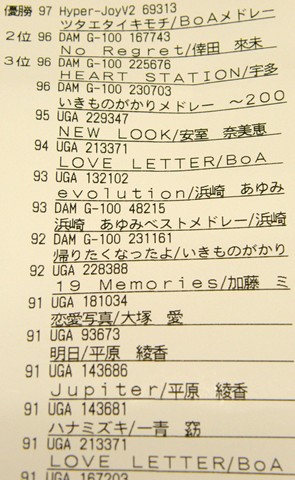 優勝 97 Hyper-JoyV2 69313
ツタエタイキモチ/BoAメドレー
2位 96 DAM G-100 167743
No Regret/倖田 來未
3位 96 DAM G-100 225676
HEART STATION/宇多
96 DAM G-100 230703
いきものがかりメドレー ～200
95 UGA 229347
NEW LOOK/安室 奈美恵
94 UGA 213371
LOVE LETTER/BoA
93 UGA 132102
evolution/浜崎 あゆみ
93 DAM G-100 48215
浜崎 あゆみベストメドレー/浜崎
92 DAM G-100 231161
帰りたくなったよ/いきものがかり
92 UGA 228388
19 Memories/加藤 ミ
91 UGA 181034
恋愛写真/大塚 愛
91 UGA 93673
明日/平原 綾香
91 UGA 143686
Jupiter/平原 綾香
91 UGA 143681
ハナミズキ/一青 窈
91 UGA 213371
LOVE LETTER/BoA
91 UGA 167203